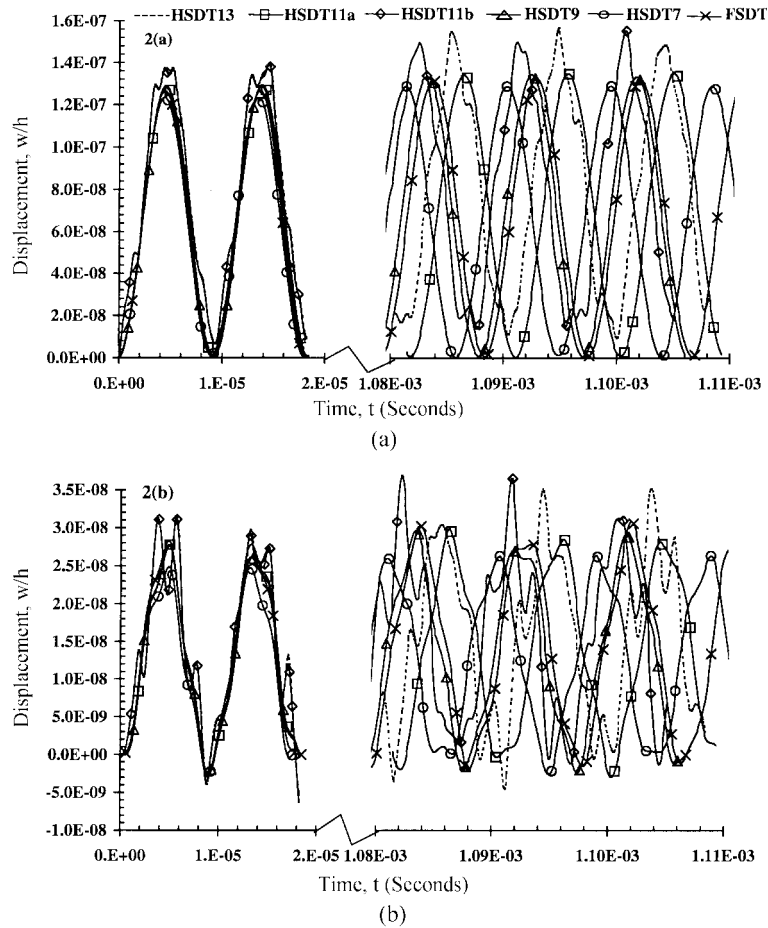 HSDT13 HSDT11a HSDT11b HSDT9 HSDT7 FSDT
2(a)
1.6E-07
1.4E-07
1.2E-07
1.0E-07
8.0E-08
6.0E-08
4.0E-08
2.0E-08
0.0E+00
Displacement, w/h
0.E+00 1.E-05 2.E-05 1.08E-03 1.09E-03 1.10E-03 1.11E-03
Time, t (Seconds)
(a)
2(b)
3.5E-08
3.0E-08
2.5E-08
2.0E-08
1.5E-08
1.0E-08
5.0E-09
0.0E+00
-5.0E-09
-1.0E-08
Displacement, w/h
0.E+00 1.E-05 2.E-05 1.08E-03 1.09E-03 1.10E-03 1.11E-03
Time, t (Seconds)
(b)